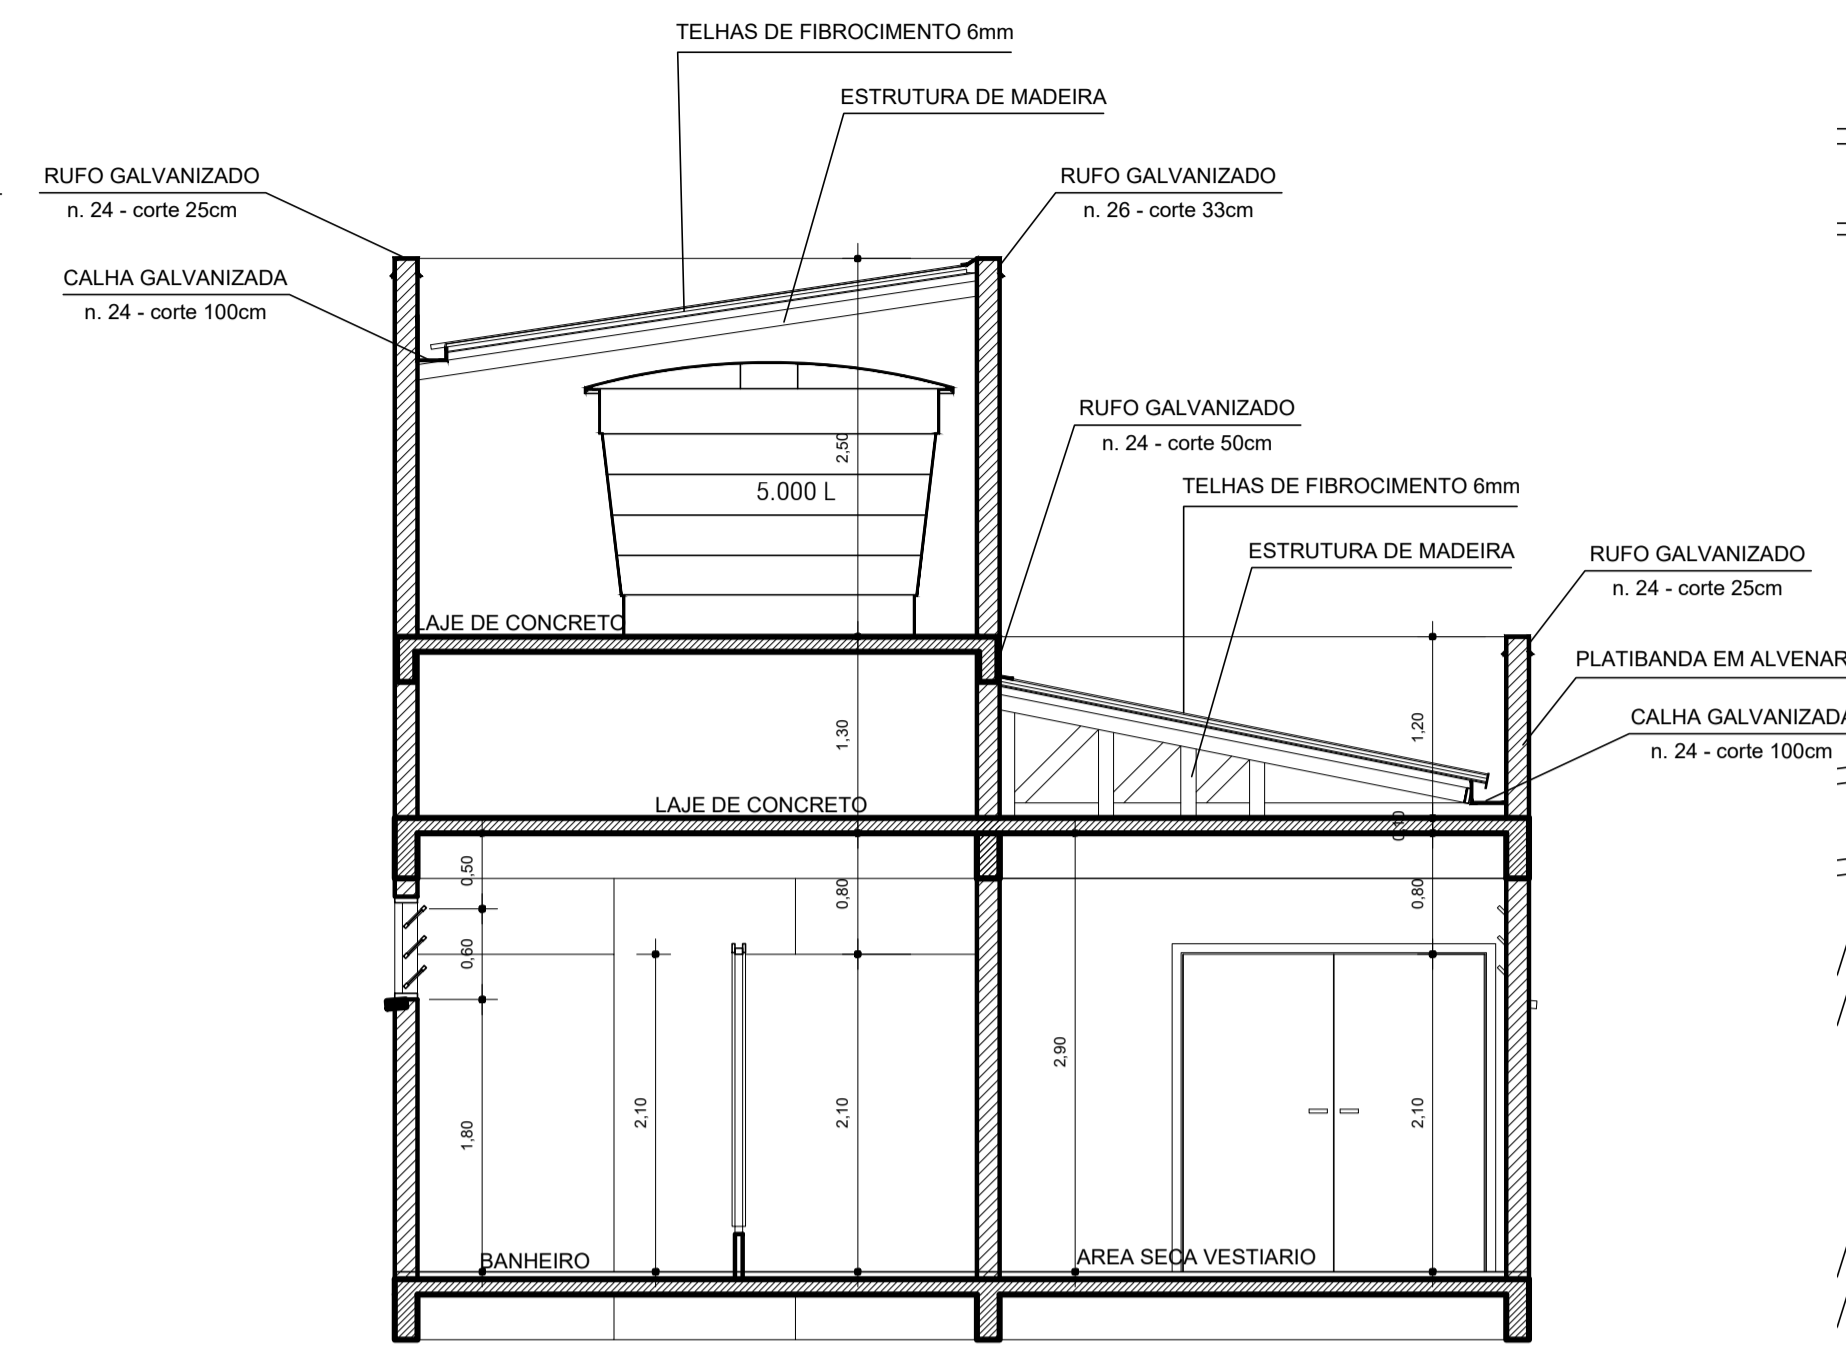 TELHAS DE FIBROCIMENTO 6mm
ESTRUTURA DE MADEIRA
RUFO GALVANIZADO
n. 24 - corte 25cm
RUFO GALVANIZADO
n. 26 - corte 33cm
CALHA GALVANIZADA
n. 24 - corte 100cm
RUFO GALVANIZADO
n. 24 - corte 50cm
2,50
5.000 L
TELHAS DE FIBROCIMENTO 6mm
ESTRUTURA DE MADEIRA
RUFO GALVANIZADO
n. 24 - corte 25cm
LAJE DE CONCRETO
PLATIBANDA EM ALVENAR
CALHA GALVANIZADA
n. 24 - corte 100cm
1,30
1,20
LAJE DE CONCRETO
0,10
0,50
0,80
0,80
0,60
2,90
1,80
2,10
2,10
2,10
BANHEIRO
AREA SECA VESTIARIO